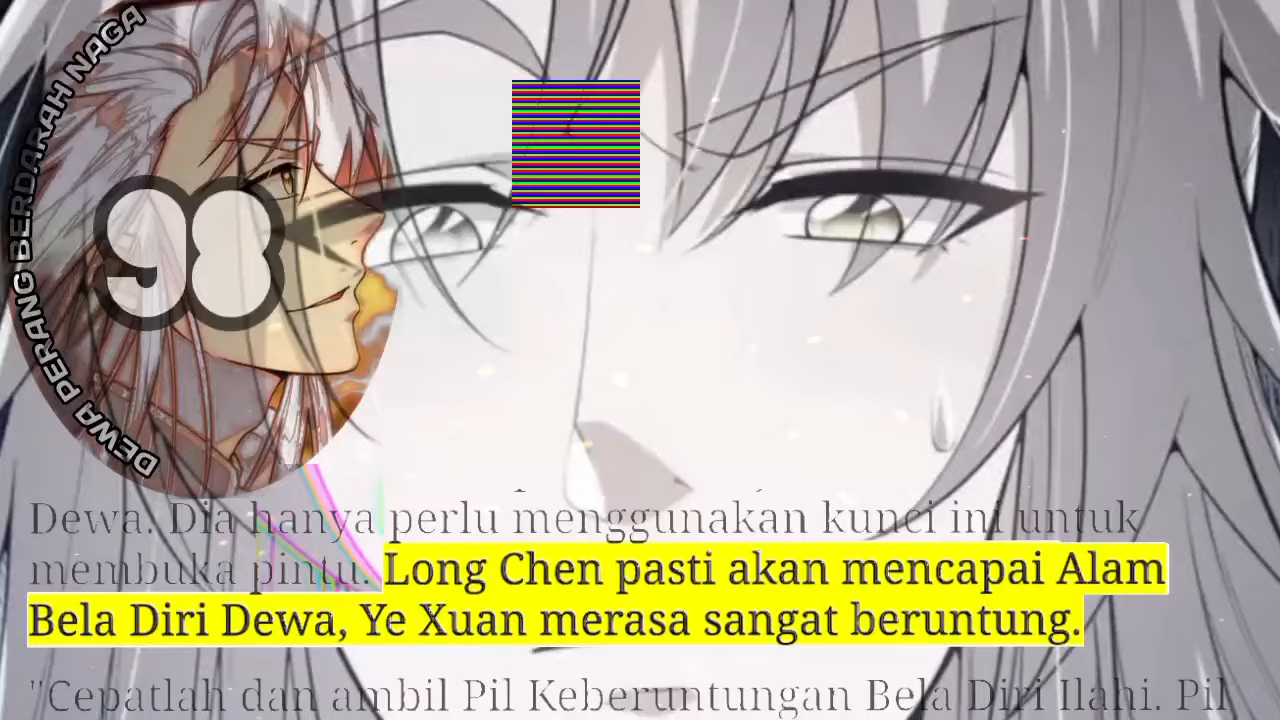 DEWA PERANG BERDARAH NAGA
98
Dewa. Dia hanya perlu menggunakan kunci ini untuk
membuka pintu. Long Chen pasti akan mencapai Alam
Bela Diri Dewa, Ye Xuan merasa sangat beruntung.
"Cepatlah dan ambil Pil Keberuntungan Bela Diri Ilahi. Pil